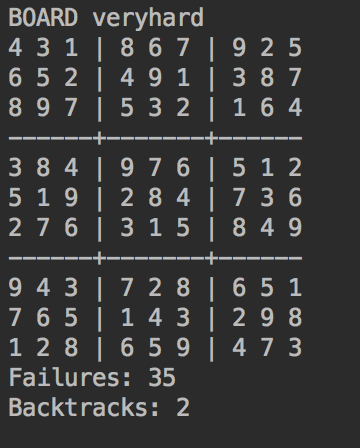 BOARD veryhard
4 3 1 | 8 6 7 | 9 2 5
6 5 2 | 4 9 1 | 3 8 7
8 9 7 | 5 3 2 | 1 6 4
------+-------+------
3 8 4 | 9 7 6 | 5 1 2
5 1 9 | 2 8 4 | 7 3 6
2 7 6 | 3 1 5 | 8 4 9
------+-------+------
9 4 3 | 7 2 8 | 6 5 1
7 6 5 | 1 4 3 | 2 9 8
1 2 8 | 6 5 9 | 4 7 3
Failures: 35
Backtracks: 2